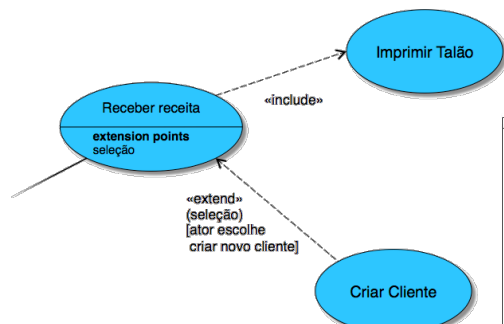 Imprimir Talão
Receber receita
«include»
extension points
seleção
«extend»
(seleção)
[ator escolhe
criar novo cliente]
Criar Cliente